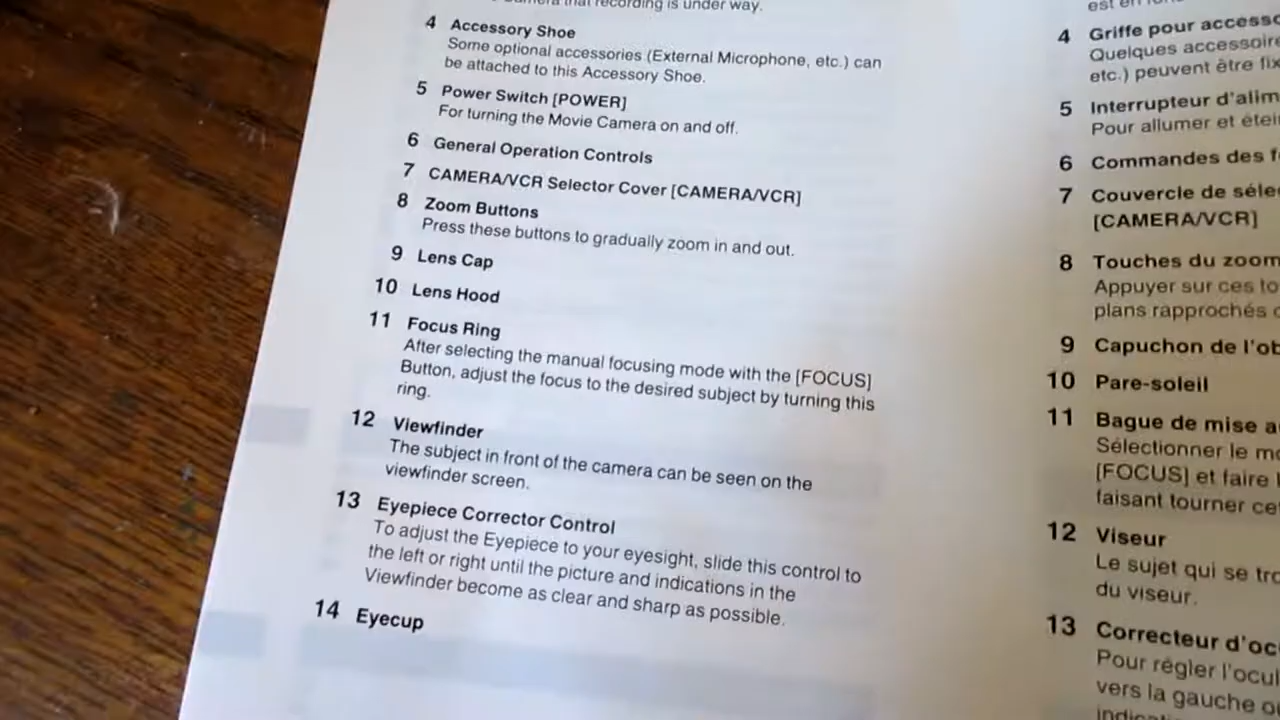 that recording is under way.
4 Accessory Shoe
Some optional accessories (External Microphone, etc.) can
be attached to this Accessory Shoe.
5 Power Switch [POWER]
For turning the Movie Camera on and off.
6 General Operation Controls
7 CAMERA/VCR Selector Cover [CAMERA/VCR]
8 Zoom Buttons
Press these buttons to gradually zoom in and out.
9 Lens Cap
10 Lens Hood
11 Focus Ring
After selecting the manual focusing mode with the [FOCUS]
Button, adjust the focus to the desired subject by turning this
ring.
12 Viewfinder
The subject in front of the camera can be seen on the
viewfinder screen.
13 Eyepiece Corrector Control
To adjust the Eyepiece to your eyesight, slide this control to
the left or right until the picture and indications in the
Viewfinder become as clear and sharp as possible.
14 Eyecup
est en
4 Griffe pour
Quelques
etc.) peuvent être
5 Interrupteur
Pour allumer et
6 Commandes des
7 Couvercle de
[CAMERA/VCR]
8 Touches du zoom
Appuyer sur ces
plans rapprochés
9 Capuchon de
10 Pare-soleil
11 Bague de mise
Sélectionner le
[FOCUS] et faire
faisant tourner
12 Viseur
Le sujet qui se
du viseur.
13 Correcteur
Pour régler
vers la gauche